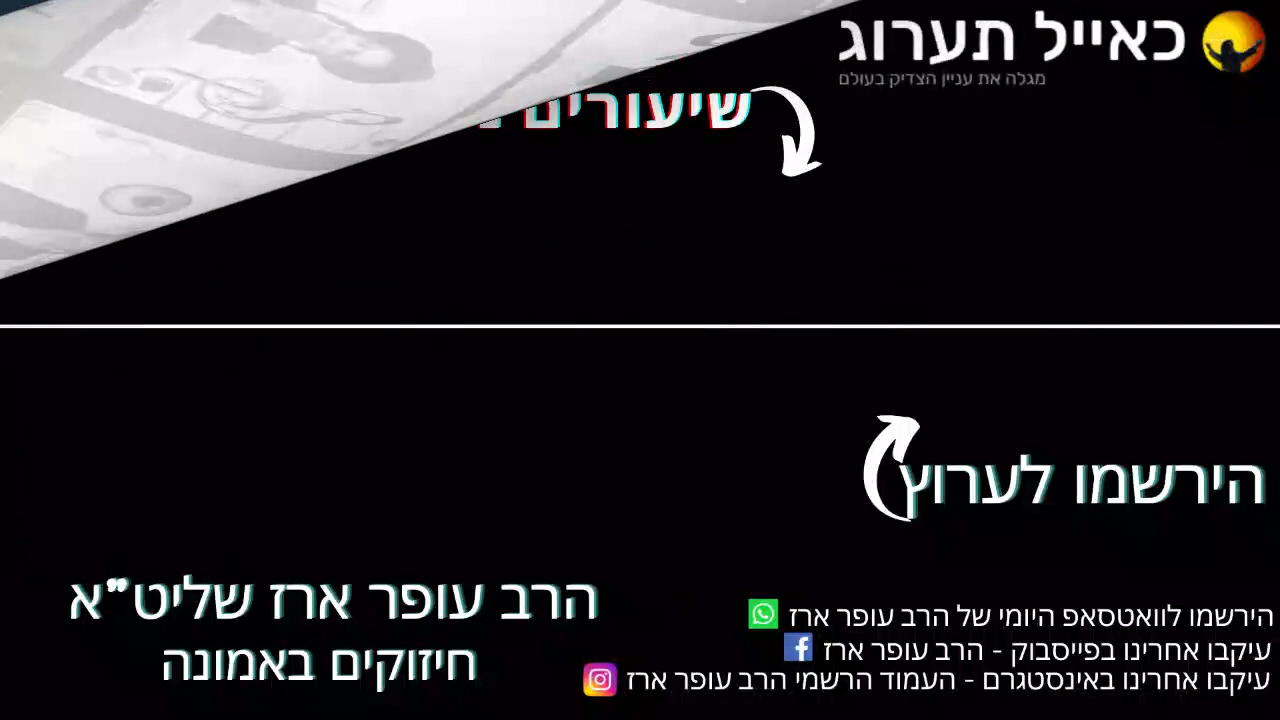 כאייל תערוג
מגלה את עניין הצדיק בעולם
שיעורים
הירשמו לערוץ
הרב עופר ארז שליט"א
חיזוקים באמונה
הירשמו לוואטסאפ היומי של הרב עופר ארז
עיקבו אחרינו בפייסבוק - הרב עופר ארז
עיקבו אחרינו באינסטגרם - העמוד הרשמי הרב עופר ארז